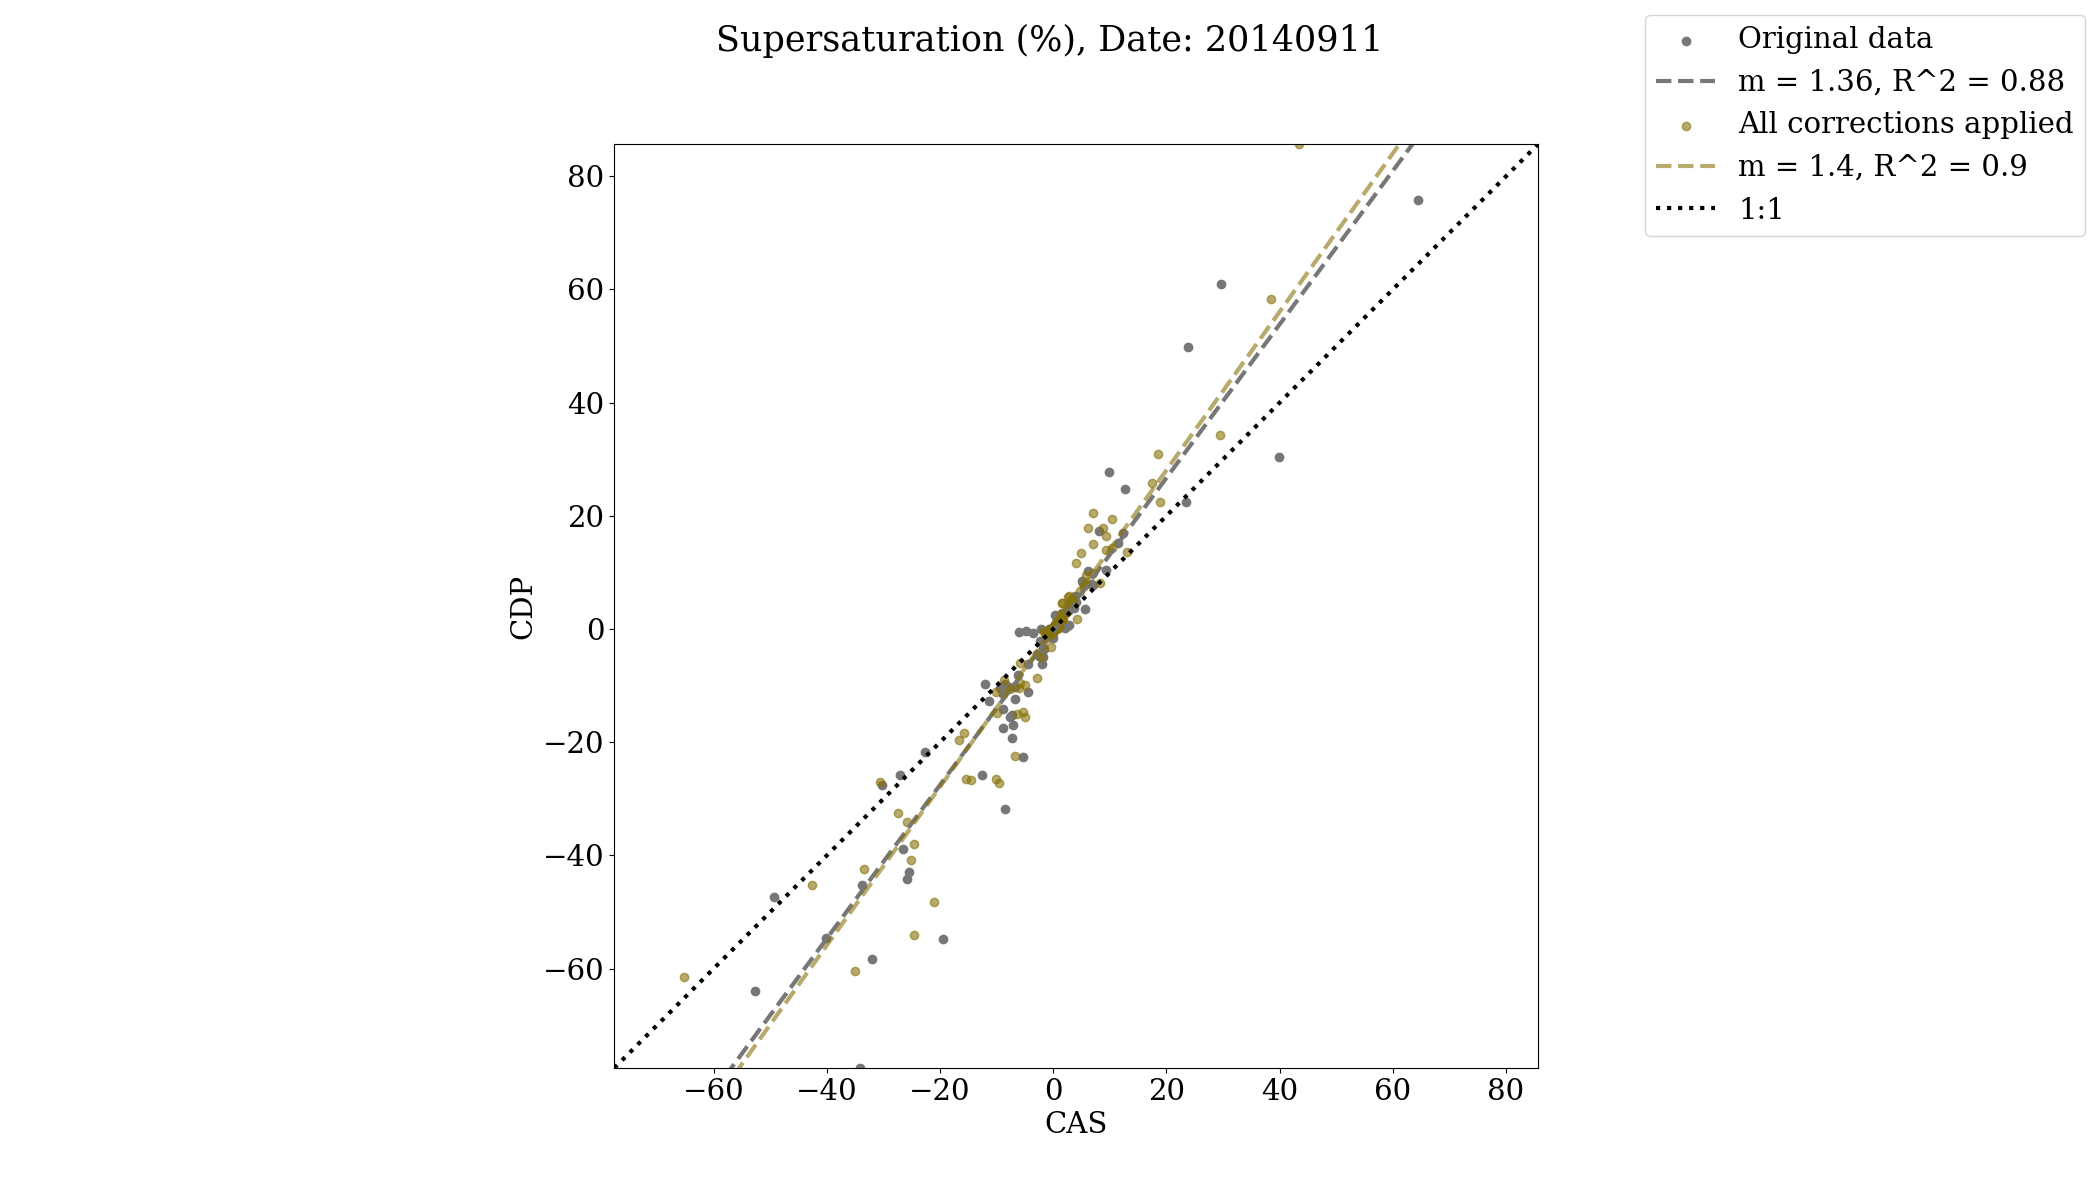 Supersaturation (%), Date: 20140911
Original data
m = 1.36, R^2 = 0.88
All corrections applied
m = 1.4, R^2 = 0.9
1:1
80
60
40
20
0
−20
−40
−60
CDP
−60 −40 −20 0 20 40 60 80
CAS